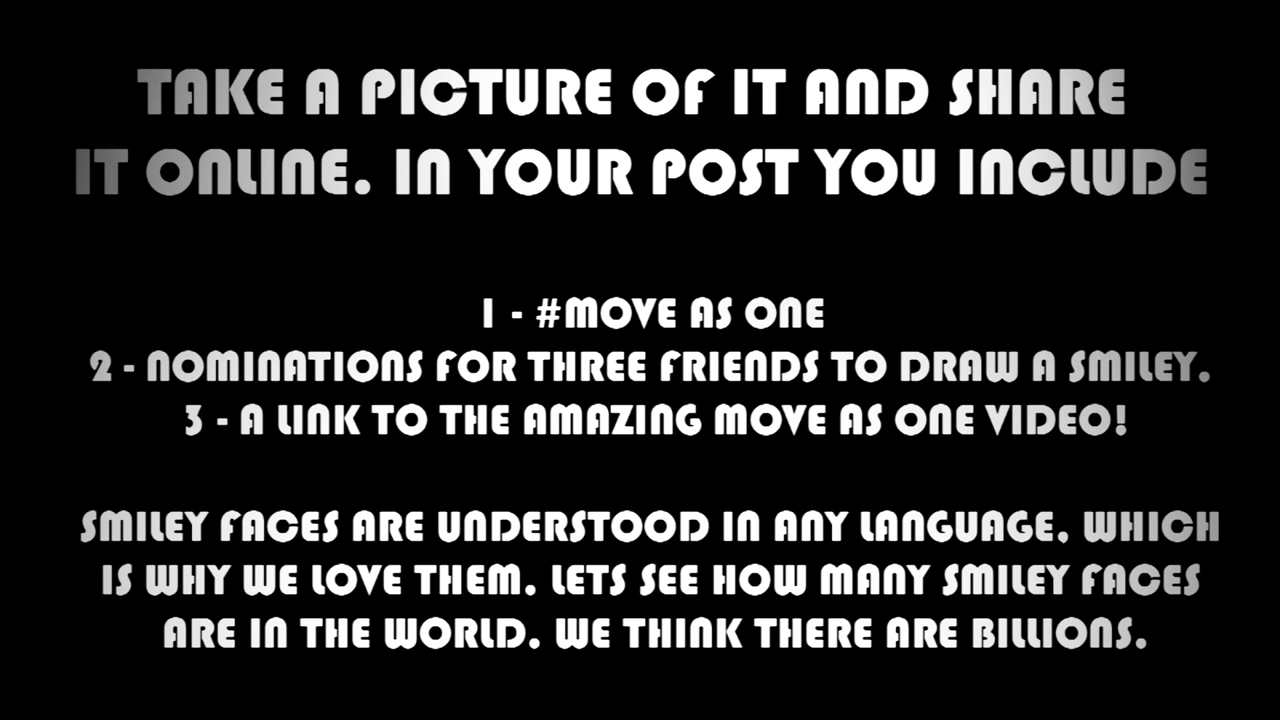 TAKE A PICTURE OF IT AND SHARE
IT ONLINE. IN YOUR POST YOU INCLUDE
1 - #MOVE AS ONE
2 - NOMINATIONS FOR THREE FRIENDS TO DRAW A SMILEY.
3 - A LINK TO THE AMAZING MOVE AS ONE VIDEO!
SMILEY FACES ARE UNDERSTOOD IN ANY LANGUAGE, WHICH
IS WHY WE LOVE THEM. LETS SEE HOW MANY SMILEY FACES
ARE IN THE WORLD. WE THINK THERE ARE BILLIONS.